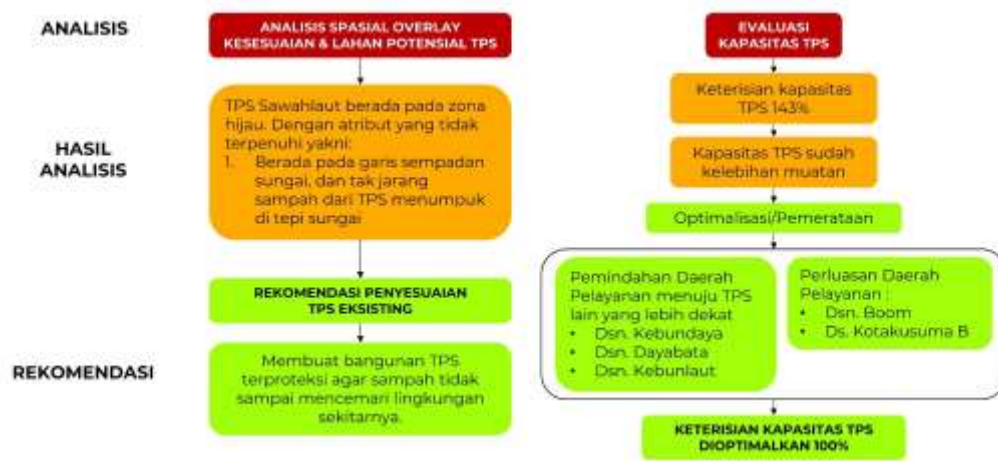 ANALISIS
ANALISIS SPASIAL OVERLAY
KESESUAIAN & LAHAN POTENSIAL TPS
EVALUASI
KAPASITAS TPS
HASIL
ANALISIS
TPS Sawahlaut berada pada zona
hijau. Dengan atribut yang tidak
terpenuhi yakni:
1. Berada pada garis sempadan
sungai, dan tak jarang
sampah dari TPS menumpuk
di tepi sungai
Keterisian kapasitas
TPS 143%
Kapasitas TPS sudah
kelebihan muatan
Optimalisasi/Pemerataan
REKOMENDASI
REKOMENDASI PENYESUAIAN
TPS EKSISTING
Membuat bangunan TPS
terproteksi agar sampah tidak
sampai mencemari lingkungan
sekitarnya.
Pemindahan Daerah
Pelayanan menuju TPS
lain yang lebih dekat
• Dsn. Kebundaya
• Dsn. Dayabata
• Dsn. Kebunlaut
Perluasan Daerah
Pelayanan :
• Dsn. Boom
• Ds. Kotakusuma B
KETERISIAN KAPASITAS TPS
DIOPTIMALKAN 100%